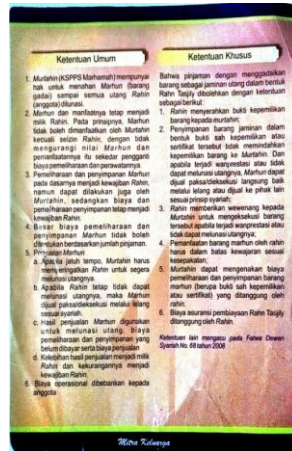 Ketentuan Umum
1. Murtahin (KSPPS Marhamah) mempunyai
hak untuk menahan Marhun (barang
gadai) sampai semua utang Rahin
(anggota) dilunasi.
2. Marhun dan manfaatnya tetap menjadi
milik Rahin. Pada prinsipnya, Marhun
tidak boleh dimanfaatkan oleh Murtahin
kecuali seizin Rahin, dengan tidak
mengurangi nilai Marhun dan
pemanfaatannya itu sekedar pengganti
biaya pemeliharaan dan perawatannya.
3. Pemeliharaan dan penyimpanan Marhun
pada dasarnya menjadi kewajiban Rahin,
namun dapat dilakukan juga oleh
Murtahin, sedangkan biaya dan
pemeliharaan penyimpanan tetap menjadi
kewajiban Rahin.
4. Besar biaya pemeliharaan dan
penyimpanan Marhun tidak boleh
ditentukan berdasarkan jumlah pinjaman.
5. Penjualan Marhun
a. Apabila jatuh tempo, Murtahin harus
memperingatkan Rahin untuk segera
melunasi utangnya.
b. Apabila Rahin tetap tidak dapat
melunasi utangnya, maka Marhun
dijual paksa/dieksekusi melalui lelang
sesuai syariah.
c. Hasil penjualan Marhun digunakan
untuk melunasi utang, biaya
pemeliharaan dan penyimpanan yang
belum dibayar serta biaya penjualan
d. Kelebihan hasil penjualan menjadi milik
Rahin dan kekurangannya menjadi
kewajiban Rahin.
6. Biaya operasional dibebankan kepada
anggota
Ketentuan Khusus
Bahwa pinjaman dengan menggadaikan
barang sebagai jaminan utang dalam bentuk
Rahn Tasjily dibolehkan dengan ketentuan
sebagai berikut :
1. Rahin menyerahkan bukti kepemilikan
barang kepada murtahin;
2. Penyimpanan barang jaminan dalam
bentuk bukti sah kepemilikan atau
sertifikat tersebut tidak memindahkan
kepemilikan barang ke Murtahin. Dan
apabila terjadi wanprestasi atau tidak
dapat melunasi utangnya, Marhun dapat
dijual paksa/dieksekusi langsung baik
melalui lelang atau dijual ke pihak lain
sesuai prinsip syariah;
3. Rahin memberikan wewenang kepada
Murtahin untuk mengeksekusi barang
tersebut apabila terjadi wanprestasi atau
tidak dapat melunasi utangnya;
4. Pemanfaatan barang marhun oleh rahin
harus dalam batas kewajaran sesuai
kesepakatan;
5. Murtahin dapat mengenakan biaya
pemeliharaan dan penyimpanan barang
marhun (berupa bukti sah kepemilikan
atau sertifikat) yang ditanggung oleh
rahin.
6. Biaya asuransi pembiayaan Rahn Tasjily
ditanggung oleh Rahin.
Ketentuan lain mengacu pada Fatwa Dewan
Syariah No. 68 tahun 2008
Mitra Keluarga